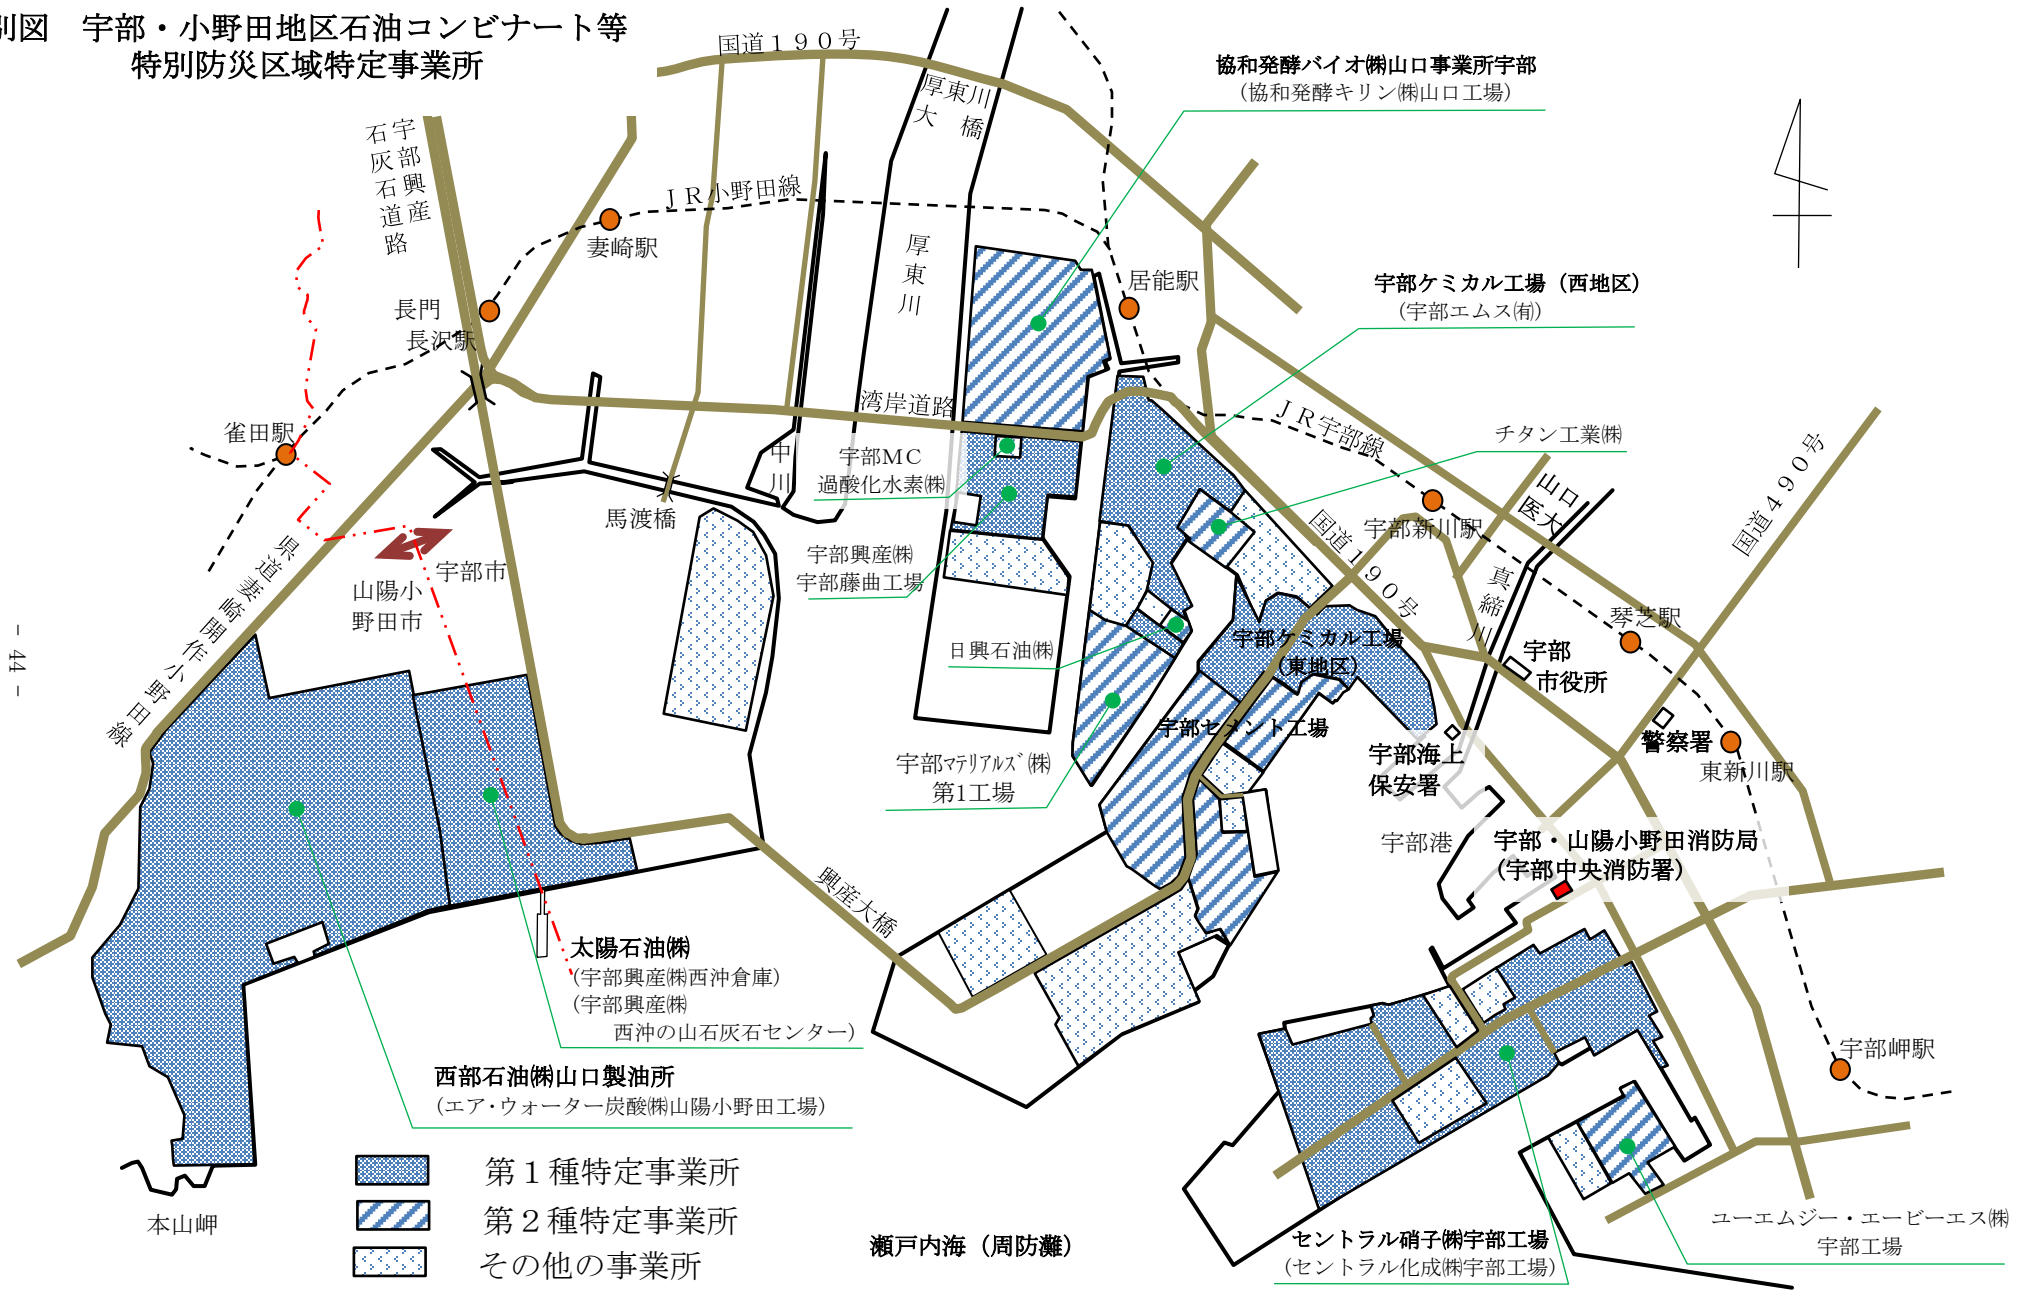 別図　宇部・小野田地区石油コンビナート等
特別防災区域特定事業所
国道１９０号
厚東川
大　橋
協和発酵バイオ㈱山口事業所宇部
（協和発酵キリン㈱山口工場）
宇部興産
石灰石道路
ＪＲ小野田線
妻崎駅
厚東川
居能駅
宇部ケミカル工場（西地区）
（宇部エムス㈲）
長門
長沢駅
湾岸道路
ＪＲ宇部線
チタン工業㈱
国道４９０号
雀田駅
中川
宇部ＭＣ
過酸化水素㈱
山口
医大
馬渡橋
国道１９０号
宇部新川駅
県道妻崎開作小野田線
宇部市
山陽小
野田市
宇部興産㈱
宇部藤曲工場
真締川
琴芝駅
日興石油㈱
宇部ケミカル工場
（東地区）
宇部
市役所
宇部セメント工場
警察署
東新川駅
宇部海上
保安署
宇部マテリアルズ㈱
第1工場
宇部港
宇部・山陽小野田消防局
（宇部中央消防署）
興産大橋
太陽石油㈱
（宇部興産㈱西沖倉庫）
（宇部興産㈱
西沖の山石灰石センター）
宇部岬駅
西部石油㈱山口製油所
（エア・ウォーター炭酸㈱山陽小野田工場）
第１種特定事業所
第２種特定事業所
その他の事業所
本山岬
瀬戸内海（周防灘）
セントラル硝子㈱宇部工場
（セントラル化成㈱宇部工場）
ユーエムジー・エービーエス㈱
宇部工場
- 44 -